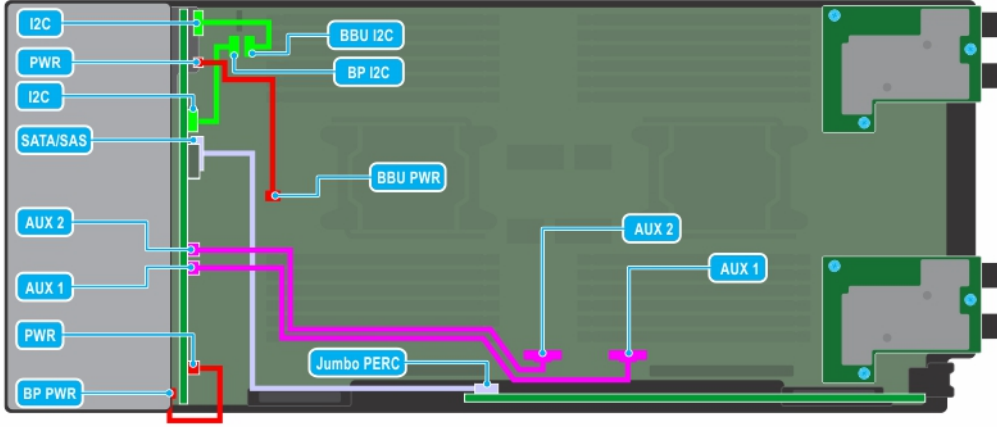 I2C
BBU I2C
PWR
BP I2C
I2C
SATA/SAS
BBU PWR
AUX 2
AUX 2
AUX 1
AUX 1
PWR
Jumbo PERC
BP PWR